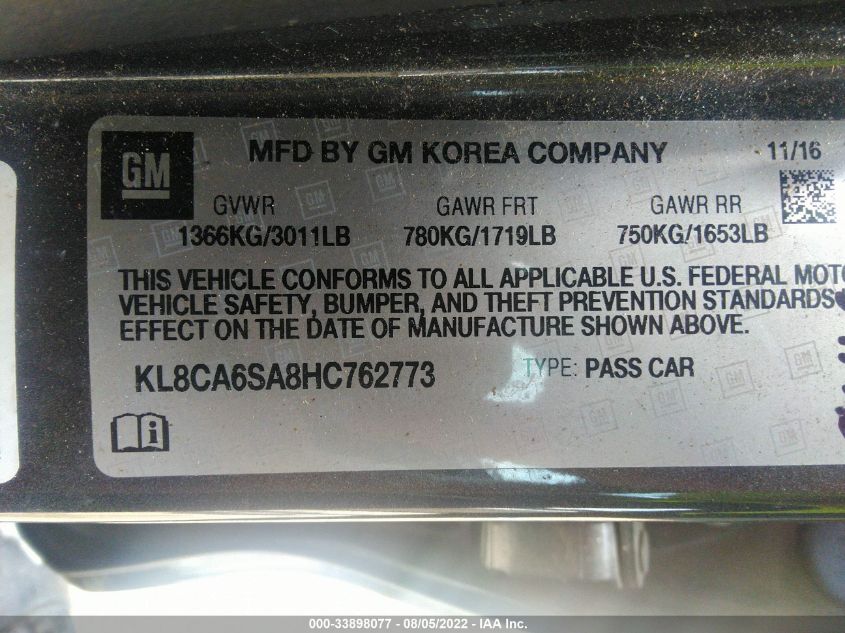 GM MFD BY GM KOREA COMPANY 11/16
GVWR GAWR FRT GAWR RR
1366KG/3011LB 780KG/1719LB 750KG/1653LB
THIS VEHICLE CONFORMS TO ALL APPLICABLE U.S. FEDERAL
VEHICLE SAFETY, BUMPER, AND THEFT PREVENTION STANDARDS
EFFECT ON THE DATE OF MANUFACTURE SHOWN ABOVE.
KL8CA6SA8HC762773 TYPE: PASS CAR
000-33898077 - 08/05/2022 - IAA Inc.